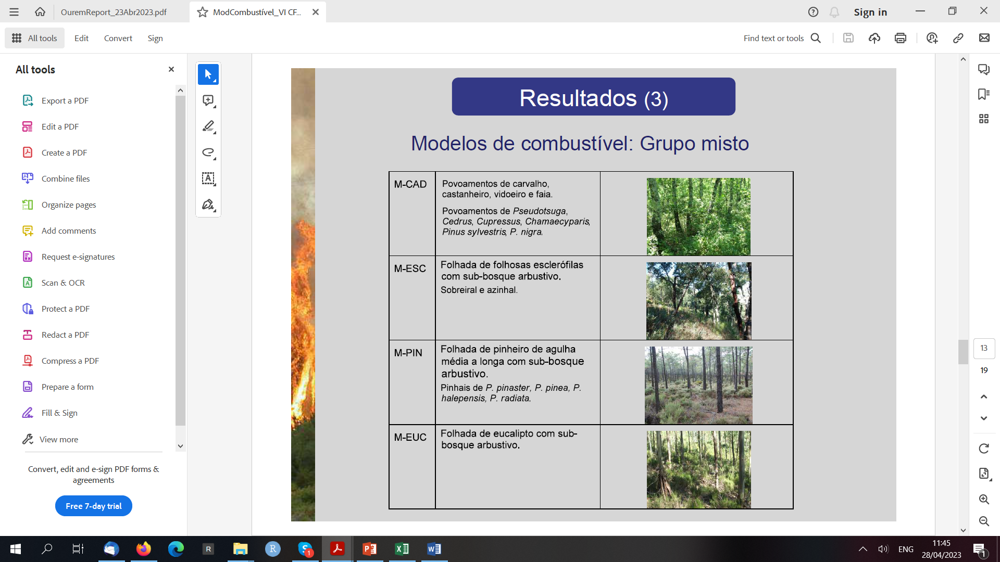 OuremReport_23Abr2023.pdf
ModCombustível_VI CF...
Sign in
All tools
Edit
Convert
Sign
Find text or tools
All tools
Export a PDF
Edit a PDF
Create a PDF
Combine files
Organize pages
Add comments
Request e-signatures
Scan & OCR
Protect a PDF
Redact a PDF
Compress a PDF
Prepare a form
Fill & Sign
View more
Convert, edit and e-sign PDF forms &
agreements
Free 7-day trial
Resultados (3)
Modelos de combustível: Grupo misto
M-CAD
Povoamentos de carvalho,
castanheiro, vidoeiro e faia.
Povoamentos de Pseudotsuga,
Cedrus, Cupressus, Chamaecyparis,
Pinus sylvestris, P. nigra.
M-ESC
Folhada de folhosas esclerófilas
com sub-bosque arbustivo.
Sobreiral e azinhal.
M-PIN
Folhada de pinheiro de agulha
média a longa com sub-bosque
arbustivo.
Pinhais de P. pinaster, P. pinea, P.
halepensis, P. radiata.
M-EUC
Folhada de eucalipto com sub-
bosque arbustivo.
13
19
R
R
1
ENG
11:45
28/04/2023
1